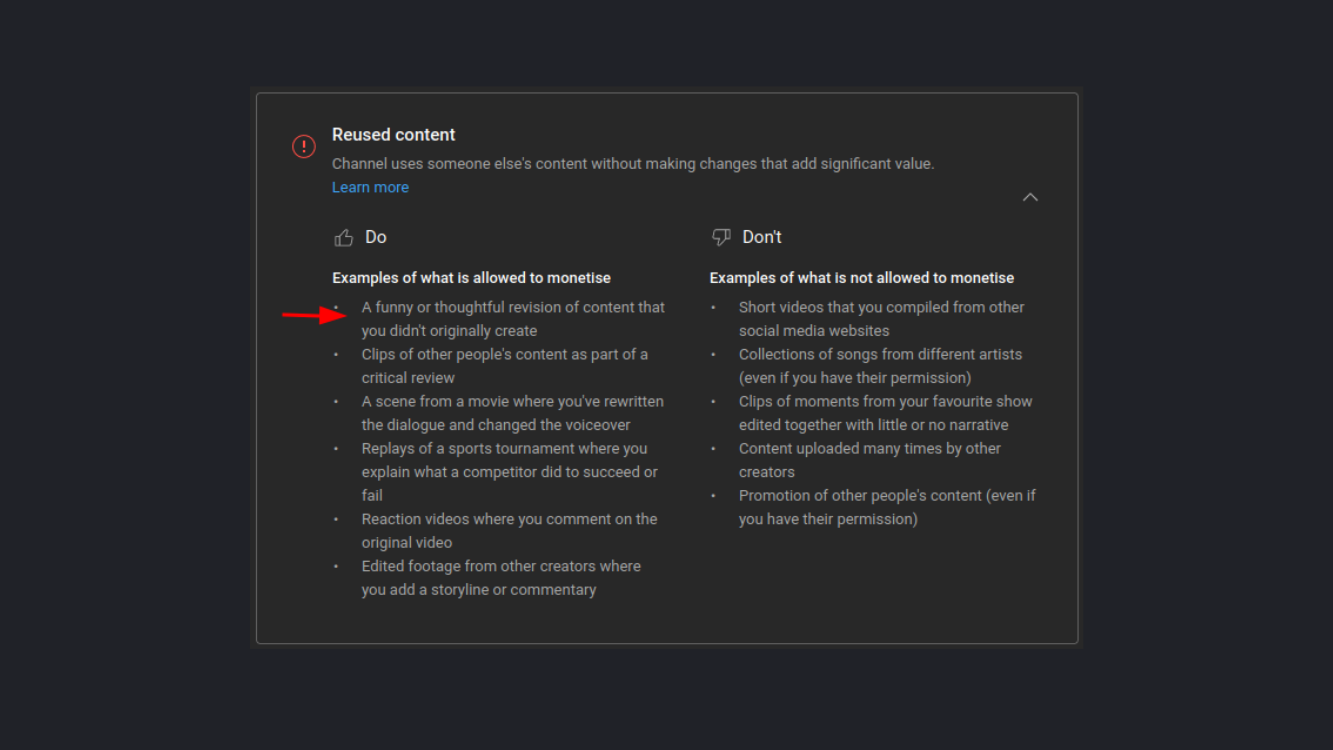 Reused content
Channel uses someone else's content without making changes that add significant value.
Learn more
Do
Examples of what is allowed to monetise
• A funny or thoughtful revision of content that
you didn't originally create
• Clips of other people's content as part of a
critical review
• A scene from a movie where you've rewritten
the dialogue and changed the voiceover
• Replays of a sports tournament where you
explain what a competitor did to succeed or
fail
• Reaction videos where you comment on the
original video
• Edited footage from other creators where
you add a storyline or commentary
Don't
Examples of what is not allowed to monetise
• Short videos that you compiled from other
social media websites
• Collections of songs from different artists
(even if you have their permission)
• Clips of moments from your favourite show
edited together with little or no narrative
• Content uploaded many times by other
creators
• Promotion of other people's content (even if
you have their permission)